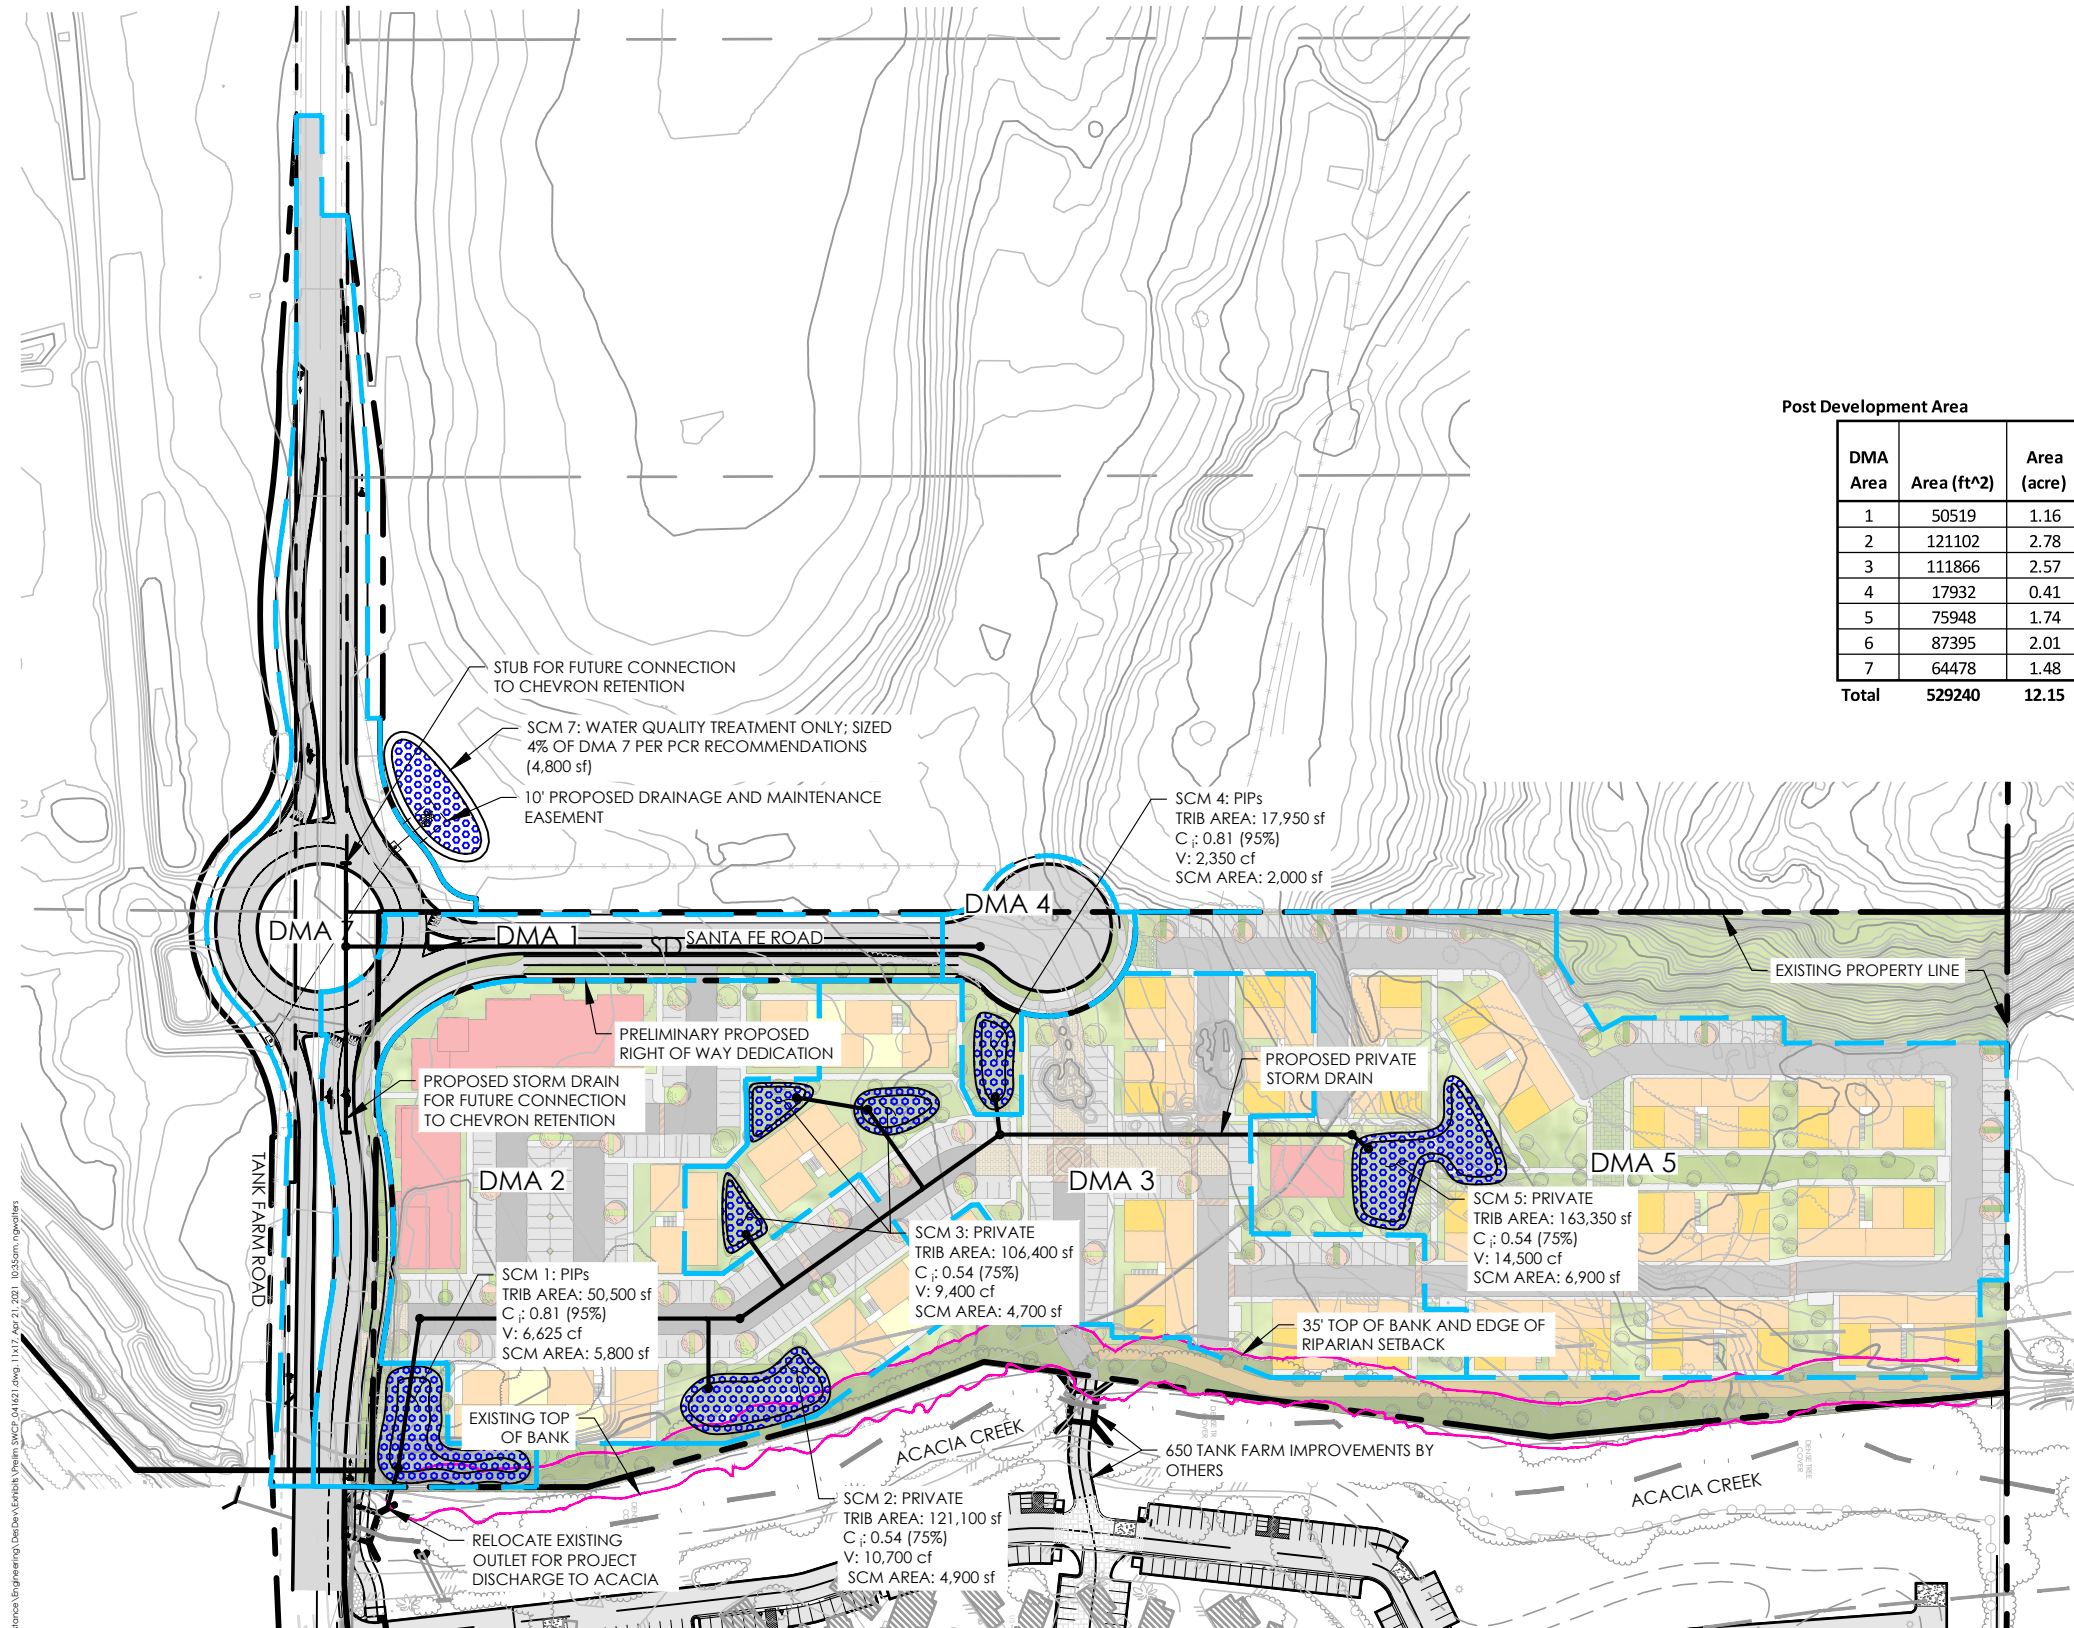 Post Development Area
DMA Area | Area (ft^2) | Area (acre)
1 | 50519 | 1.16
2 | 121102 | 2.78
3 | 111866 | 2.57
4 | 17932 | 0.41
5 | 75948 | 1.74
6 | 87395 | 2.01
7 | 64478 | 1.48
Total | 529240 | 12.15
STUB FOR FUTURE CONNECTION
TO CHEVRON RETENTION
SCM 7: WATER QUALITY TREATMENT ONLY; SIZED
4% OF DMA 7 PER PCR RECOMMENDATIONS
(4,800 sf)
10' PROPOSED DRAINAGE AND MAINTENANCE
EASEMENT
SCM 4: PIPs
TRIB AREA: 17,950 sf
C i: 0.81 (95%)
V: 2,350 cf
SCM AREA: 2,000 sf
DMA 7
DMA 1
SD
SANTA FE ROAD
DMA 4
EXISTING PROPERTY LINE
PRELIMINARY PROPOSED
RIGHT OF WAY DEDICATION
PROPOSED PRIVATE
STORM DRAIN
PROPOSED STORM DRAIN
FOR FUTURE CONNECTION
TO CHEVRON RETENTION
TANK FARM ROAD
DMA 2
DMA 3
DMA 5
SCM 5: PRIVATE
TRIB AREA: 163,350 sf
C i: 0.54 (75%)
V: 14,500 cf
SCM AREA: 6,900 sf
SCM 3: PRIVATE
TRIB AREA: 106,400 sf
C i: 0.54 (75%)
V: 9,400 cf
SCM AREA: 4,700 sf
SCM 1: PIPs
TRIB AREA: 50,500 sf
C i: 0.81 (95%)
V: 6,625 cf
SCM AREA: 5,800 sf
35' TOP OF BANK AND EDGE OF
RIPARIAN SETBACK
EXISTING TOP
OF BANK
ACACIA CREEK
650 TANK FARM IMPROVEMENTS BY
OTHERS
ACACIA CREEK
DENSE TREE
COVER
SCM 2: PRIVATE
TRIB AREA: 121,100 sf
C i: 0.54 (75%)
V: 10,700 cf
SCM AREA: 4,900 sf
RELOCATE EXISTING
OUTLET FOR PROJECT
DISCHARGE TO ACACIA